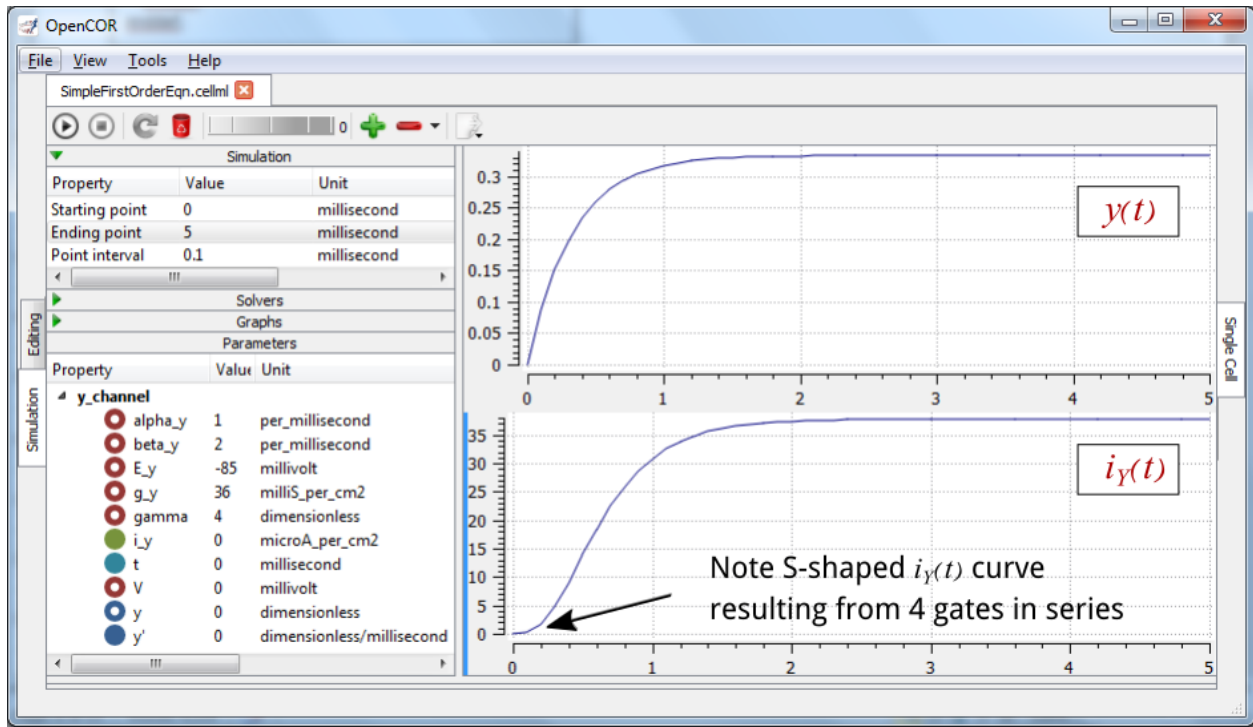 OpenCOR
File View Tools Help
SimpleFirstOrderEqn.cellml
0
Simulation
Property Value Unit
Starting point 0 millisecond
Ending point 5 millisecond
Point interval 0.1 millisecond
Solvers
Graphs
Parameters
Property Value Unit
y_channel
alpha_y 1 per_millisecond
beta_y 2 per_millisecond
E_y -85 millivolt
g_y 36 milliS_per_cm2
gamma 4 dimensionless
i_y 0 microA_per_cm2
t 0 millisecond
V 0 millivolt
y 0 dimensionless
y' 0 dimensionless/millisecond
Editing
Simulation
0.3
0.25
0.2
0.15
0.1
0.05
0
0 1 2 3 4 5
y(t)
35
30
25
20
15
10
5
0
0 1 2 3 4 5
iY(t)
Note S-shaped iY(t) curve
resulting from 4 gates in series
Single Cell